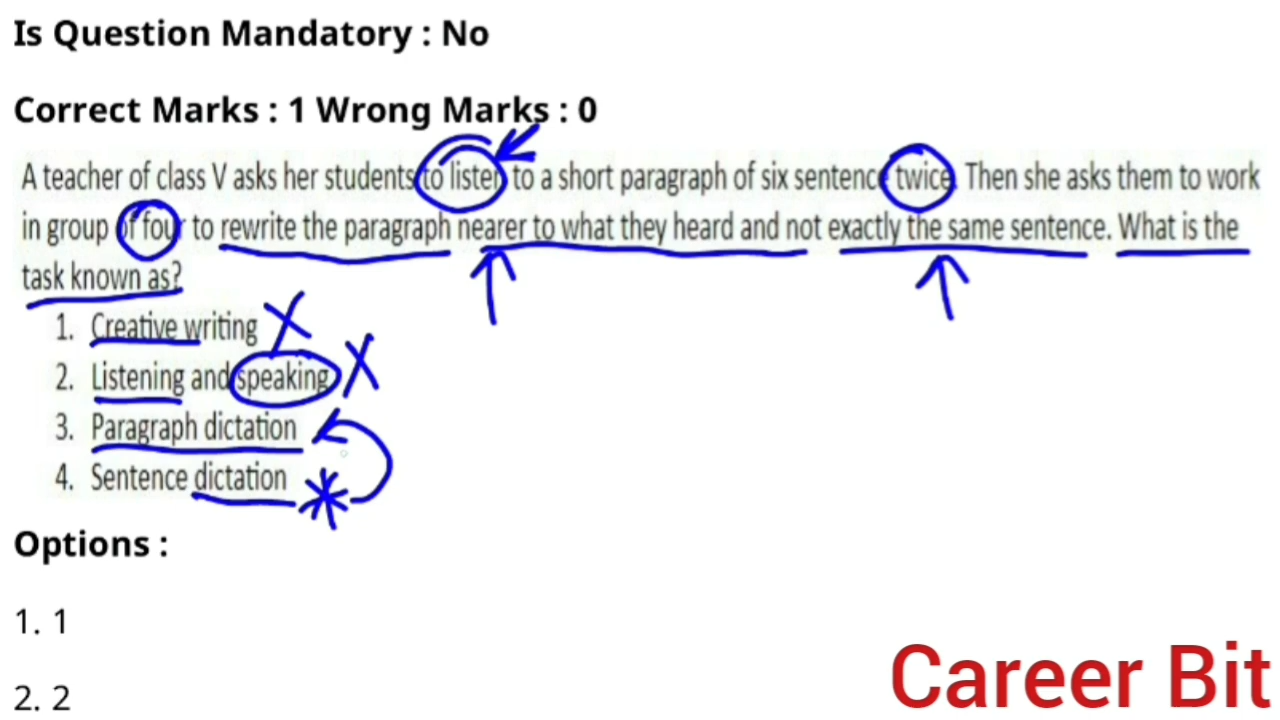 Is Question Mandatory : No
Correct Marks : 1 Wrong Marks : 0
A teacher of class V asks her students to listen to a short paragraph of six sentence twice. Then she asks them to work
in group of four to rewrite the paragraph nearer to what they heard and not exactly the same sentence. What is the
task known as?
1. Creative writing
2. Listening and speaking
3. Paragraph dictation
4. Sentence dictation
Options :
1. 1
2. 2
Career Bit